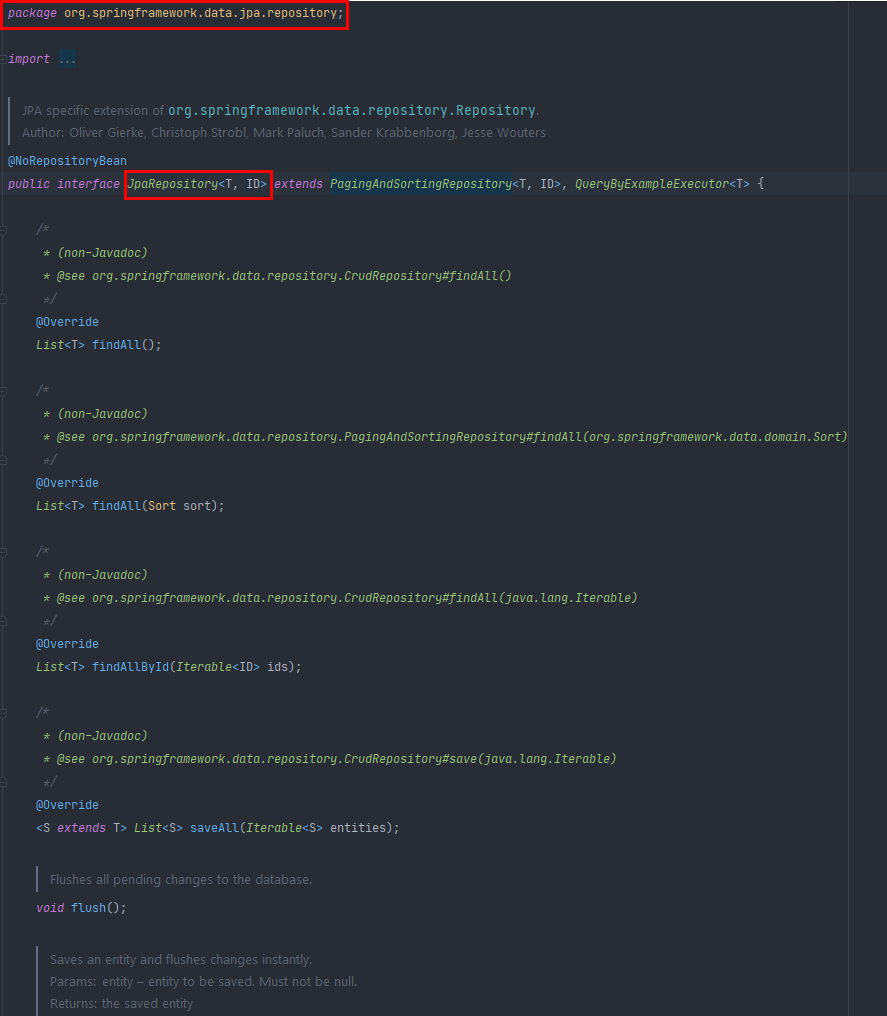 package org.springframework.data.jpa.repository;
import ...
JPA specific extension of org.springframework.data.repository.Repository.
Author: Oliver Gierke, Christoph Strobl, Mark Paluch, Sander Krabbenborg, Jesse Wouters
@NoRepositoryBean
public interface JpaRepository<T, ID> extends PagingAndSortingRepository<T, ID>, QueryByExampleExecutor<T> {
/*
* (non-Javadoc)
* @see org.springframework.data.repository.CrudRepository#findAll()
*/
@Override
List<T> findAll();
/*
* (non-Javadoc)
* @see org.springframework.data.repository.PagingAndSortingRepository#findAll(org.springframework.data.domain.Sort)
*/
@Override
List<T> findAll(Sort sort);
/*
* (non-Javadoc)
* @see org.springframework.data.repository.CrudRepository#findAll(java.lang.Iterable)
*/
@Override
List<T> findAllById(Iterable<ID> ids);
/*
* (non-Javadoc)
* @see org.springframework.data.repository.CrudRepository#save(java.lang.Iterable)
*/
@Override
<S extends T> List<S> saveAll(Iterable<S> entities);
Flushes all pending changes to the database.
void flush();
Saves an entity and flushes changes instantly.
Params: entity – entity to be saved. Must not be null.
Returns: the saved entity